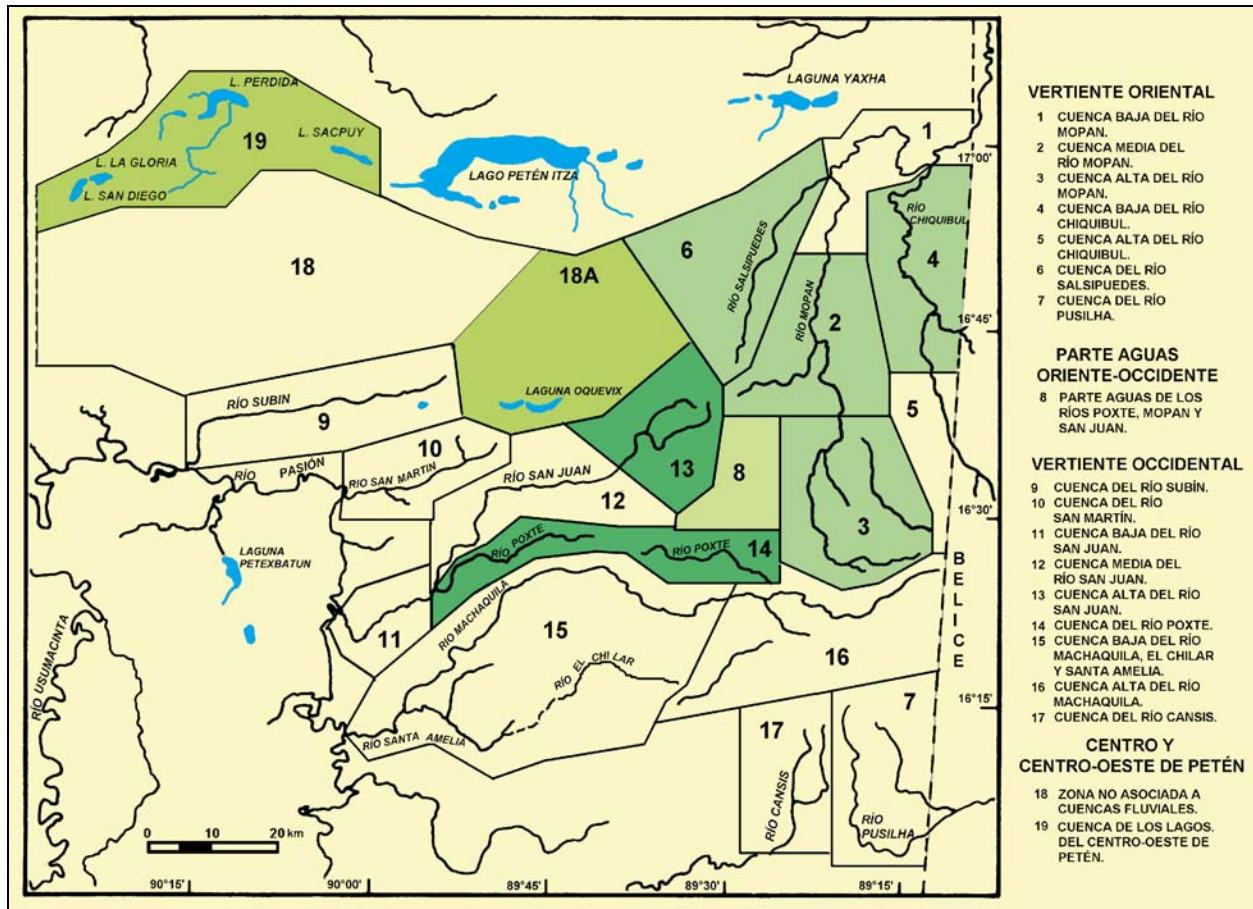 L. PERDIDA
19
L. SACPUY
L. LA GLORIA
L. SAN DIEGO
LAGO PETÉN ITZA
LAGUNA YAXHA
1
17°00'
RÍO
CHIQUIBUL
4
6
RÍO SALSIPUEDES
RÍO MOPAN
2
18
18A
16°45'
LAGUNA OQUEVIX
5
RÍO SUBIN
9
10
RÍO PASIÓN
RIO SAN MARTIN
RÍO SAN JUAN
12
13
8
3
16°30'
RÍO POXTE
RÍO POXTE
14
LAGUNA
PETEXBATUN
RÍO USUMACINTA
11
RIO MACHAQUILA
15
RÍO EL CHILAR
16
BELICE
16°15'
RÍO SANTA AMELIA
17
7
RÍO CANSIS
RÍO
PUSILHA
0 10 20 km
90°15' 90°00' 89°45' 89°30' 89°15'
VERTIENTE ORIENTAL
1 CUENCA BAJA DEL RÍO
MOPAN.
2 CUENCA MEDIA DEL
RÍO MOPAN.
3 CUENCA ALTA DEL RÍO
MOPAN.
4 CUENCA BAJA DEL RÍO
CHIQUIBUL.
5 CUENCA ALTA DEL RÍO
CHIQUIBUL.
6 CUENCA DEL RÍO
SALSIPUEDES.
7 CUENCA DEL RÍO
PUSILHA.
PARTE AGUAS
ORIENTE-OCCIDENTE
8 PARTE AGUAS DE LOS
RÍOS POXTE, MOPAN Y
SAN JUAN.
VERTIENTE OCCIDENTAL
9 CUENCA DEL RÍO SUBÍN.
10 CUENCA DEL RÍO
SAN MARTÍN.
11 CUENCA BAJA DEL RÍO
SAN JUAN.
12 CUENCA MEDIA DEL
RÍO SAN JUAN.
13 CUENCA ALTA DEL RÍO
SAN JUAN.
14 CUENCA DEL RÍO POXTE.
15 CUENCA BAJA DEL RÍO
MACHAQUILA, EL CHILAR
Y SANTA AMELIA.
16 CUENCA ALTA DEL RÍO
MACHAQUILA.
17 CUENCA DEL RÍO CANSIS.
CENTRO Y
CENTRO-OESTE DE PETÉN
18 ZONA NO ASOCIADA A
CUENCAS FLUVIALES.
19 CUENCA DE LOS LAGOS.
DEL CENTRO-OESTE DE
PETÉN.